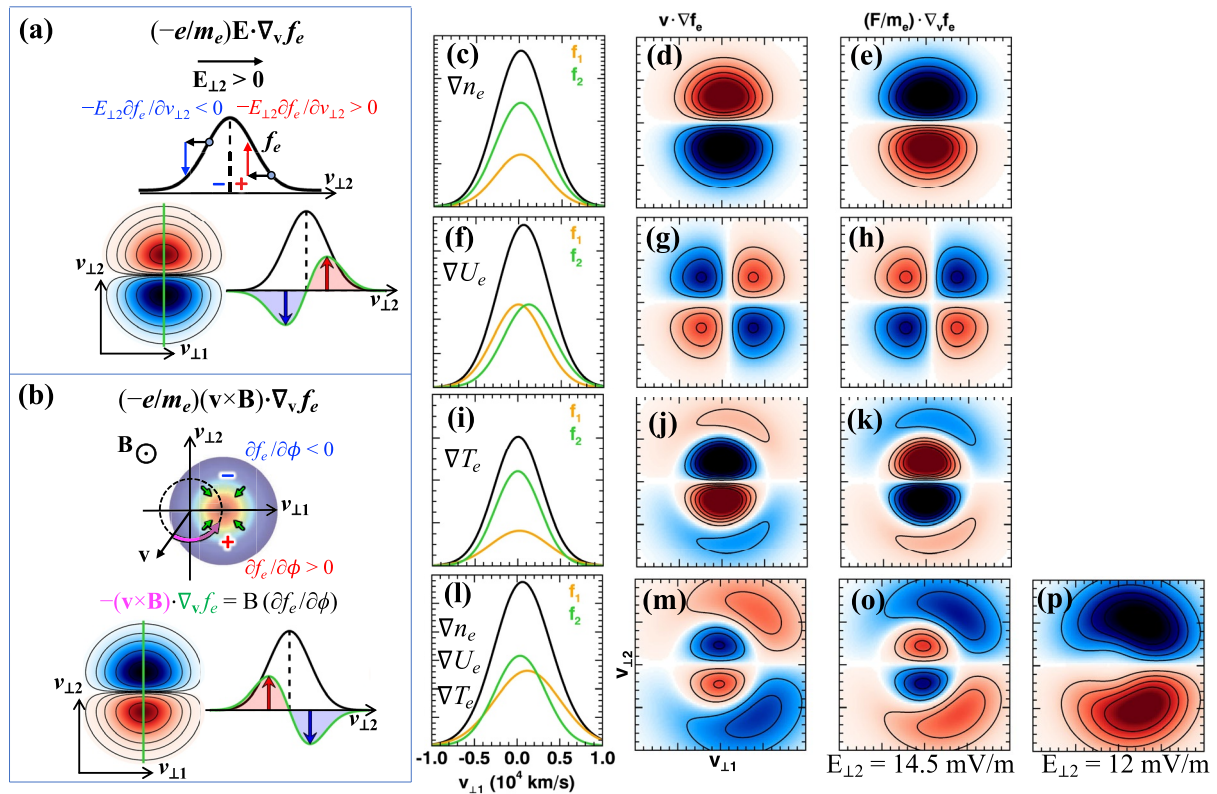 (a)
(−e/mₑ)E·∇ᵥfₑ
E⊥2 > 0
−E⊥2∂fₑ/∂v⊥2 < 0
−E⊥2∂fₑ/∂v⊥2 > 0
fₑ
− +
v⊥2
v⊥2
v⊥1
v⊥2
(b)
(−e/mₑ)(v×B)·∇ᵥfₑ
B
v⊥2
∂fₑ/∂ϕ < 0
−
v⊥1
v
+
∂fₑ/∂ϕ > 0
−(v×B)·∇ᵥfₑ = B (∂fₑ/∂ϕ)
v⊥2
v⊥1
v⊥2
v · ∇fₑ
(F/mₑ) · ∇ᵥfₑ
(c)
f₁
f₂
∇nₑ
(d)
(e)
(f)
f₁
f₂
∇Uₑ
(g)
(h)
(i)
f₁
f₂
∇Tₑ
(j)
(k)
(l)
f₁
f₂
∇nₑ
∇Uₑ
∇Tₑ
-1.0 -0.5 0.0 0.5 1.0
v⊥1 (10⁴ km/s)
(m)
v⊥2
v⊥1
(o)
E⊥2 = 14.5 mV/m
(p)
E⊥2 = 12 mV/m